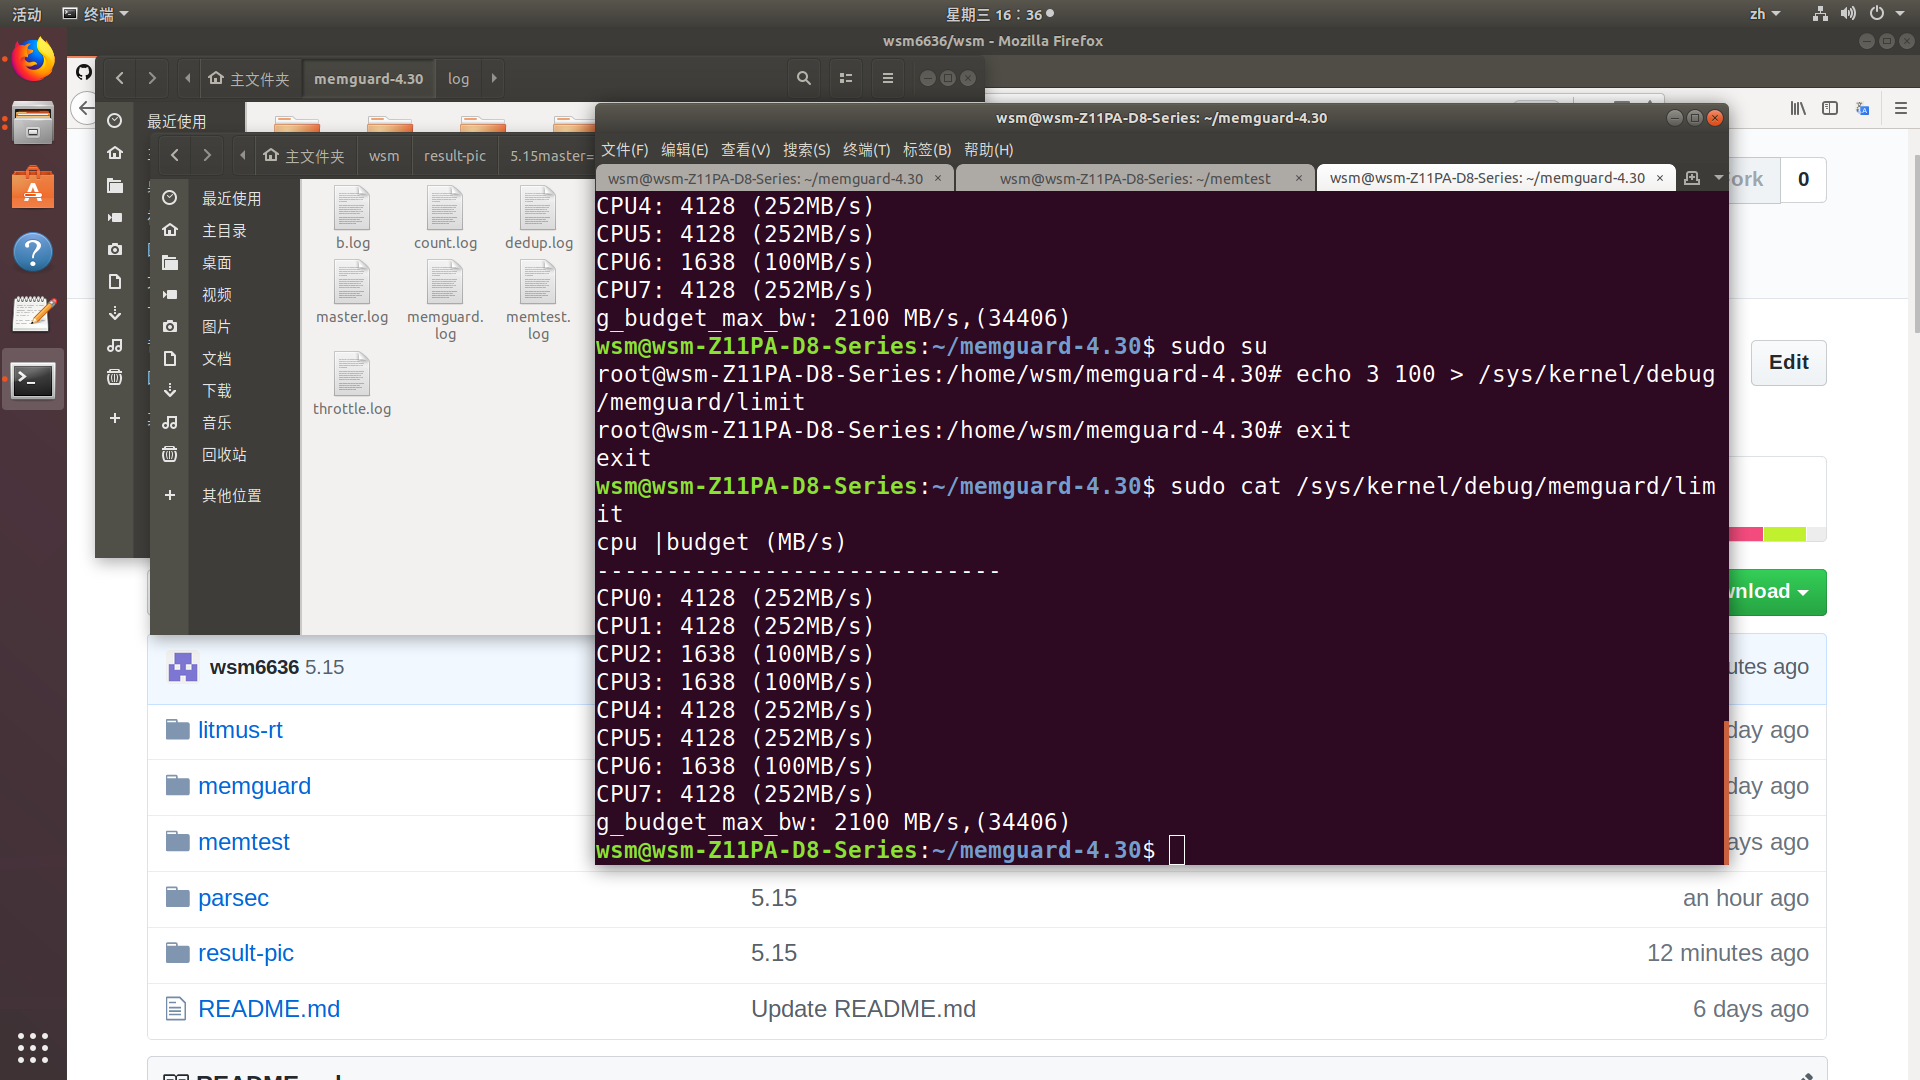 活动 终端 星期三 16：36 zh
wsm6636/wsm - Mozilla Firefox
主文件夹 memguard-4.30 log
最近使用
主文件夹 wsm result-pic 5.15master=
最近使用
主目录
桌面
视频
图片
文档
下载
音乐
回收站
其他位置
b.log count.log dedup.log
master.log memguard.log memtest.log
throttle.log
wsm@wsm-Z11PA-D8-Series: ~/memguard-4.30
文件(F) 编辑(E) 查看(V) 搜索(S) 终端(T) 标签(B) 帮助(H)
wsm@wsm-Z11PA-D8-Series: ~/memguard-4.30 × wsm@wsm-Z11PA-D8-Series: ~/memtest × wsm@wsm-Z11PA-D8-Series: ~/memguard-4.30 ×
CPU4: 4128 (252MB/s)
CPU5: 4128 (252MB/s)
CPU6: 1638 (100MB/s)
CPU7: 4128 (252MB/s)
g_budget_max_bw: 2100 MB/s,(34406)
wsm@wsm-Z11PA-D8-Series:~/memguard-4.30$ sudo su
root@wsm-Z11PA-D8-Series:/home/wsm/memguard-4.30# echo 3 100 > /sys/kernel/debug
/memguard/limit
root@wsm-Z11PA-D8-Series:/home/wsm/memguard-4.30# exit
exit
wsm@wsm-Z11PA-D8-Series:~/memguard-4.30$ sudo cat /sys/kernel/debug/memguard/lim
it
cpu |budget (MB/s)
-----------------------------
CPU0: 4128 (252MB/s)
CPU1: 4128 (252MB/s)
CPU2: 1638 (100MB/s)
CPU3: 1638 (100MB/s)
CPU4: 4128 (252MB/s)
CPU5: 4128 (252MB/s)
CPU6: 1638 (100MB/s)
CPU7: 4128 (252MB/s)
g_budget_max_bw: 2100 MB/s,(34406)
wsm@wsm-Z11PA-D8-Series:~/memguard-4.30$
ork 0
Edit
wnload
wsm6636 5.15 utes ago
litmus-rt day ago
memguard day ago
memtest ays ago
parsec 5.15 an hour ago
result-pic 5.15 12 minutes ago
README.md Update README.md 6 days ago
README.md